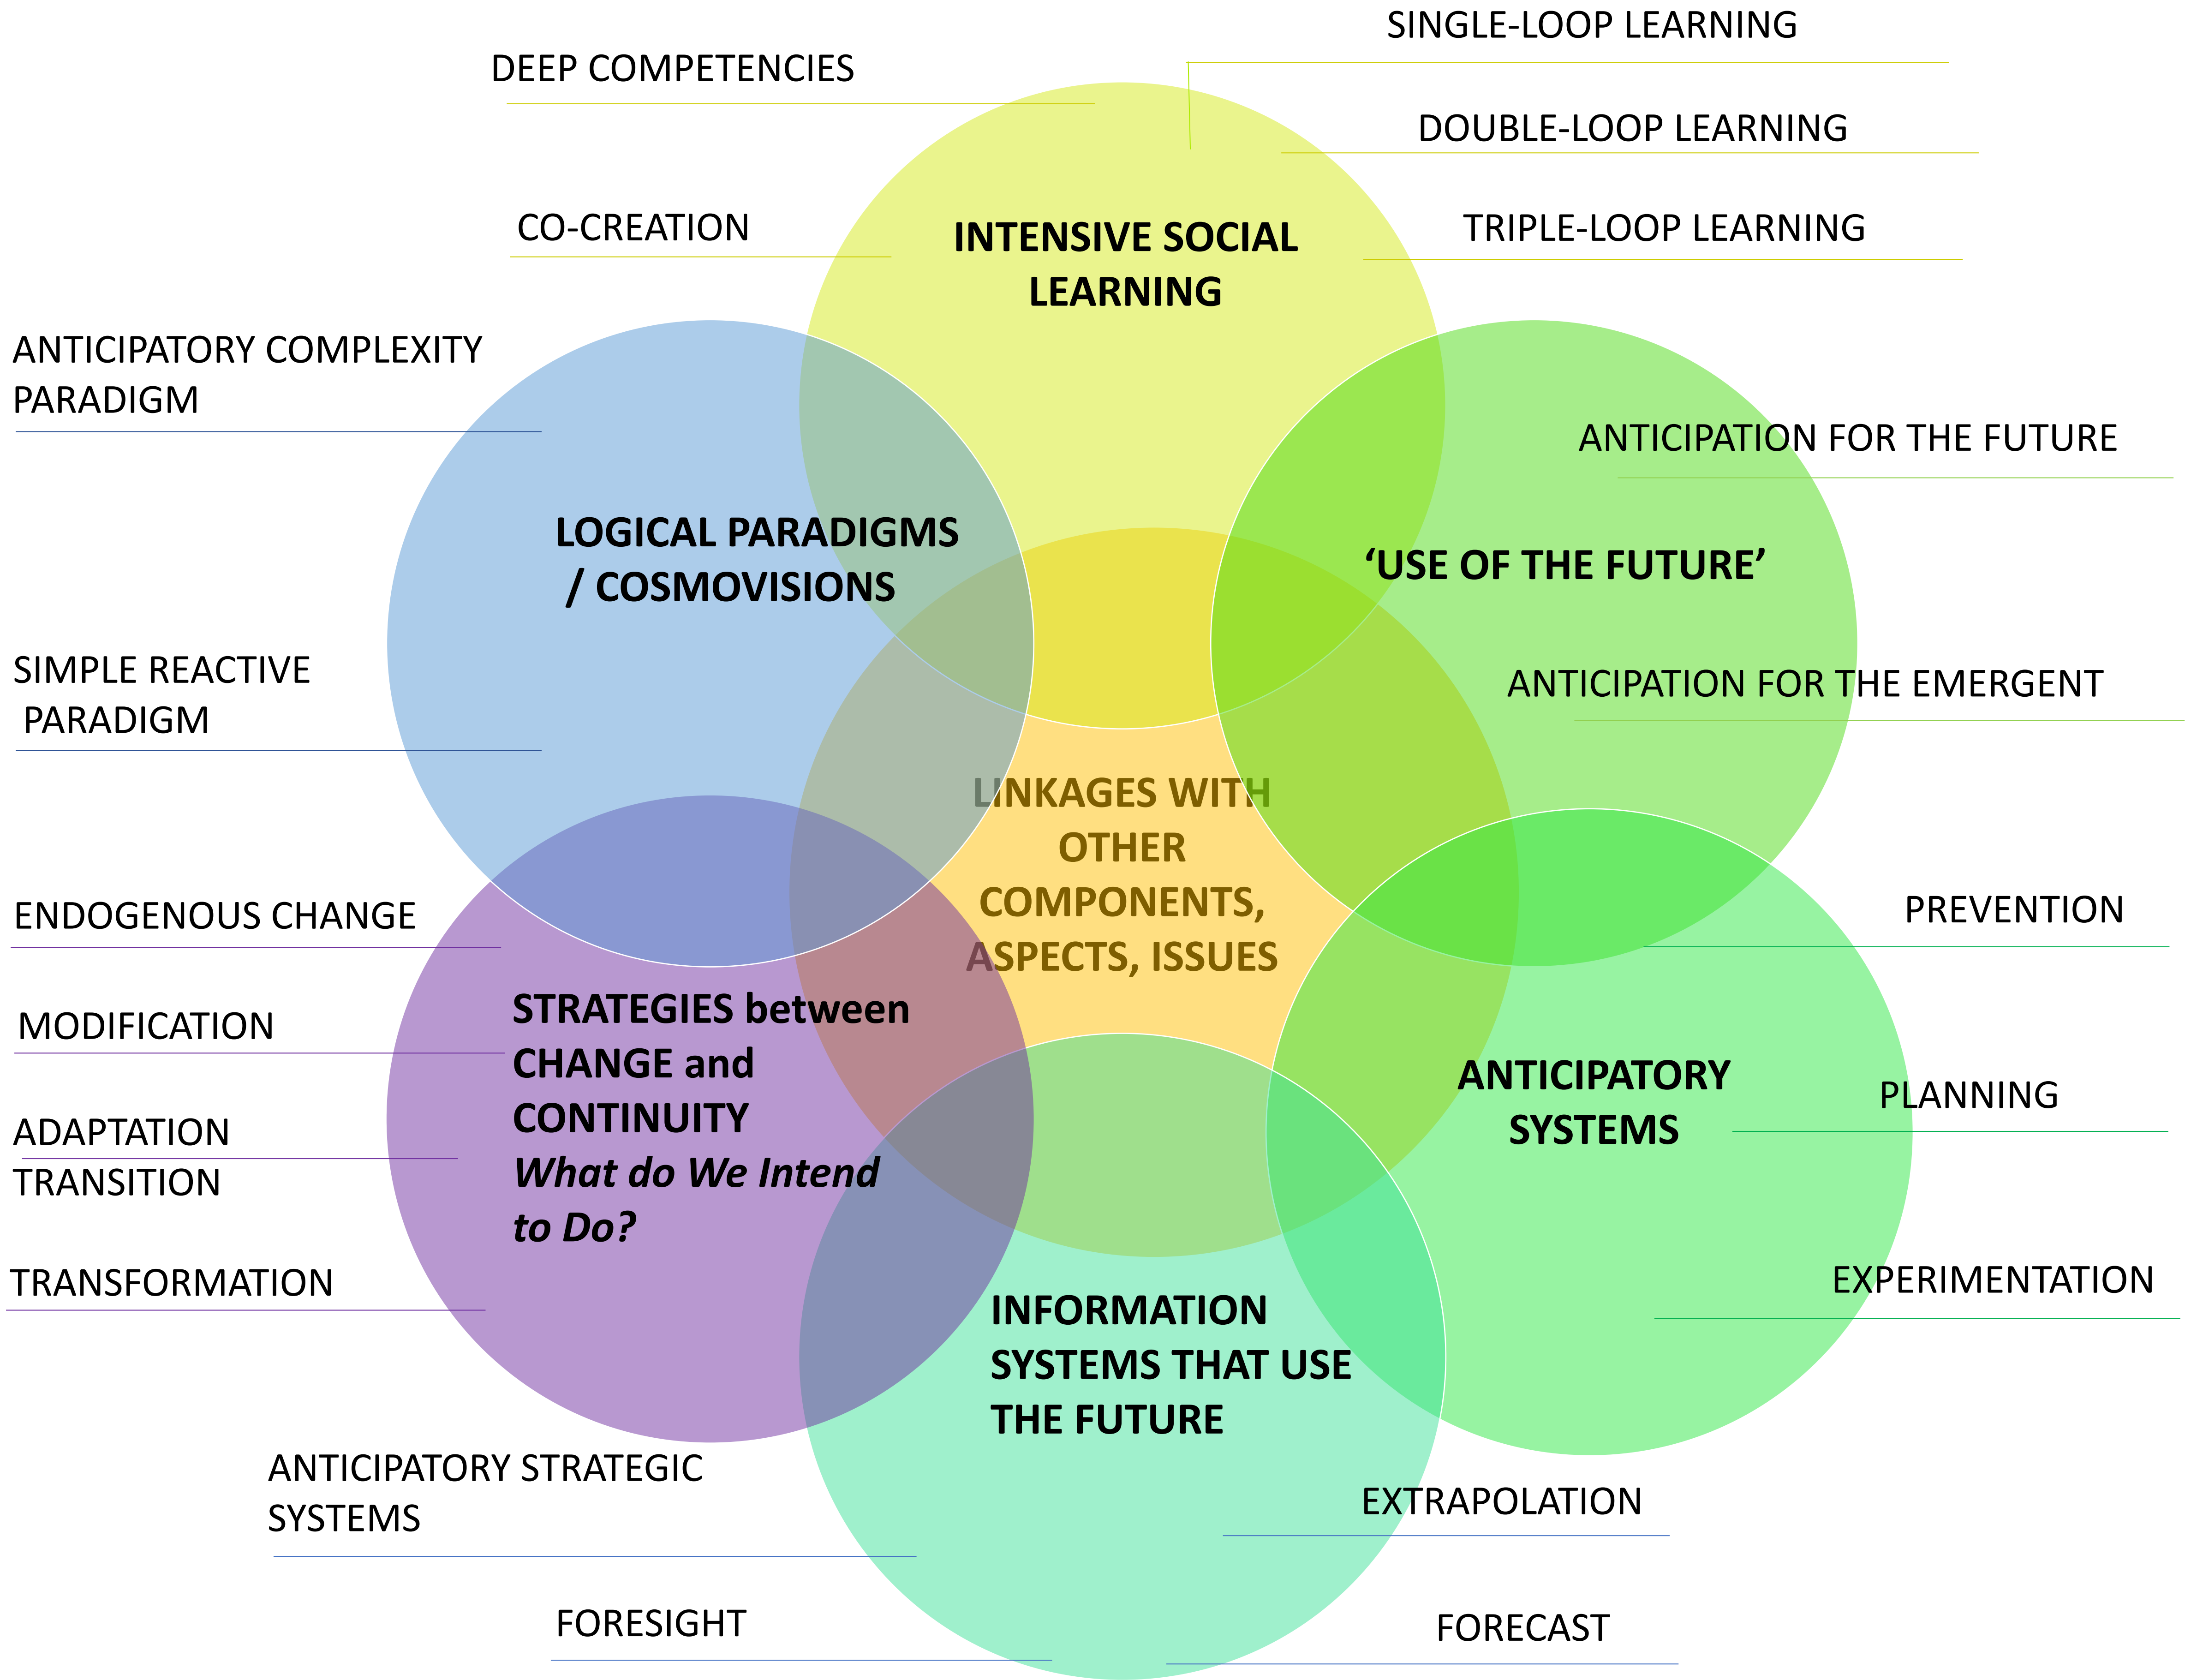 SINGLE-LOOP LEARNING
DEEP COMPETENCIES
DOUBLE-LOOP LEARNING
CO-CREATION
TRIPLE-LOOP LEARNING
INTENSIVE SOCIAL
LEARNING
ANTICIPATORY COMPLEXITY
PARADIGM
ANTICIPATION FOR THE FUTURE
LOGICAL PARADIGMS
/ COSMOVISIONS
‘USE OF THE FUTURE’
SIMPLE REACTIVE
PARADIGM
ANTICIPATION FOR THE EMERGENT
LINKAGES WITH
OTHER
COMPONENTS,
ASPECTS, ISSUES
ENDOGENOUS CHANGE
PREVENTION
MODIFICATION
STRATEGIES between
CHANGE and
CONTINUITY
What do We Intend
to Do?
ANTICIPATORY
SYSTEMS
PLANNING
ADAPTATION
TRANSITION
TRANSFORMATION
EXPERIMENTATION
INFORMATION
SYSTEMS THAT USE
THE FUTURE
ANTICIPATORY STRATEGIC
SYSTEMS
EXTRAPOLATION
FORESIGHT
FORECAST